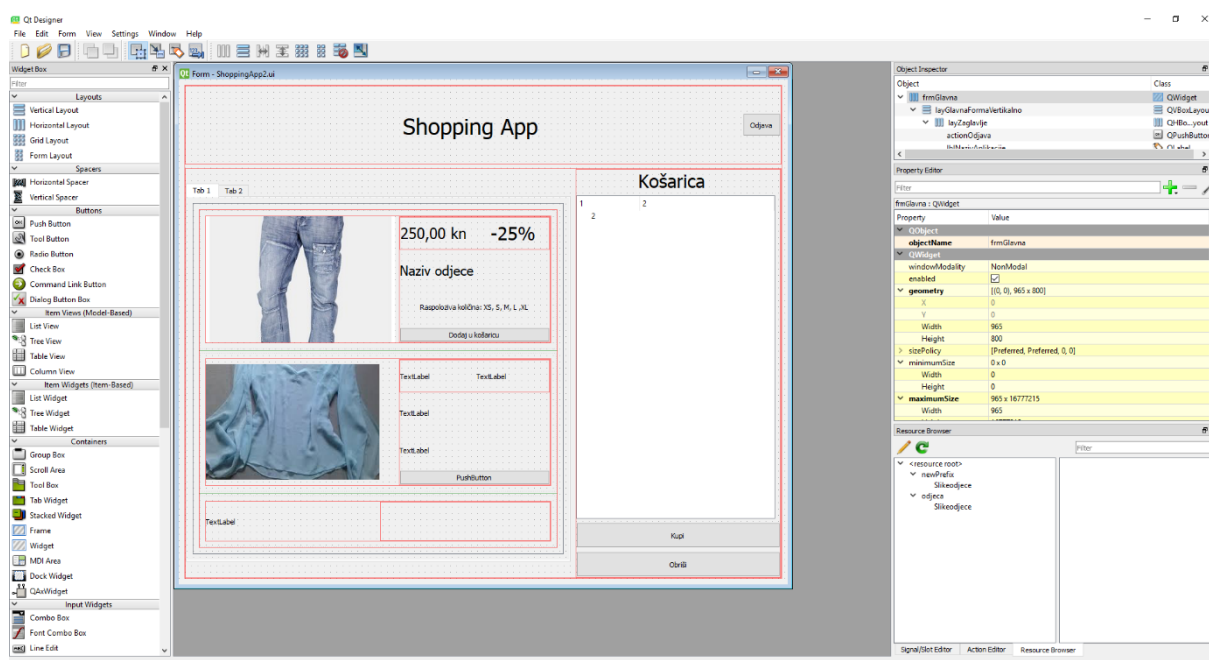 Qt Designer
File Edit Form View Settings Window Help
Widget Box
Filter
Layouts
Vertical Layout
Horizontal Layout
Grid Layout
Form Layout
Spacers
Horizontal Spacer
Vertical Spacer
Buttons
Push Button
Tool Button
Radio Button
Check Box
Command Link Button
Dialog Button Box
Item Views (Model-Based)
List View
Tree View
Table View
Column View
Item Widgets (Item-Based)
List Widget
Tree Widget
Table Widget
Containers
Group Box
Scroll Area
Tool Box
Tab Widget
Stacked Widget
Frame
Widget
MDI Area
Dock Widget
QAxWidget
Input Widgets
Combo Box
Font Combo Box
Line Edit
Form - ShoppingApp2.ui
Shopping App
Odjava
Tab 1 Tab 2
250,00 kn -25%
Naziv odjece
Raspoloziva količina: XS, S, M, L ,XL
Dodaj u košaricu
TextLabel TextLabel
TextLabel
TextLabel
PushButton
TextLabel
Košarica
1 2
2
Kupi
Obriši
Object Inspector
Object Class
frmGlavna QWidget
layGlavnaFormaVertikalno QVBoxLayou
layZaglavlje QHBo...yout
actionOdjava QPushButton
lblNazivAplikacije QLabel
Property Editor
Filter
frmGlavna : QWidget
Property Value
QObject
objectName frmGlavna
QWidget
windowModality NonModal
enabled
geometry [(0, 0), 965 x 800]
X 0
Y 0
Width 965
Height 800
sizePolicy [Preferred, Preferred, 0, 0]
minimumSize 0 x 0
Width 0
Height 0
maximumSize 965 x 16777215
Width 965
Resource Browser
Filter
<resource root>
newPrefix
Slikeodjece
odjeca
Slikeodjece
Signal/Slot Editor Action Editor Resource Browser